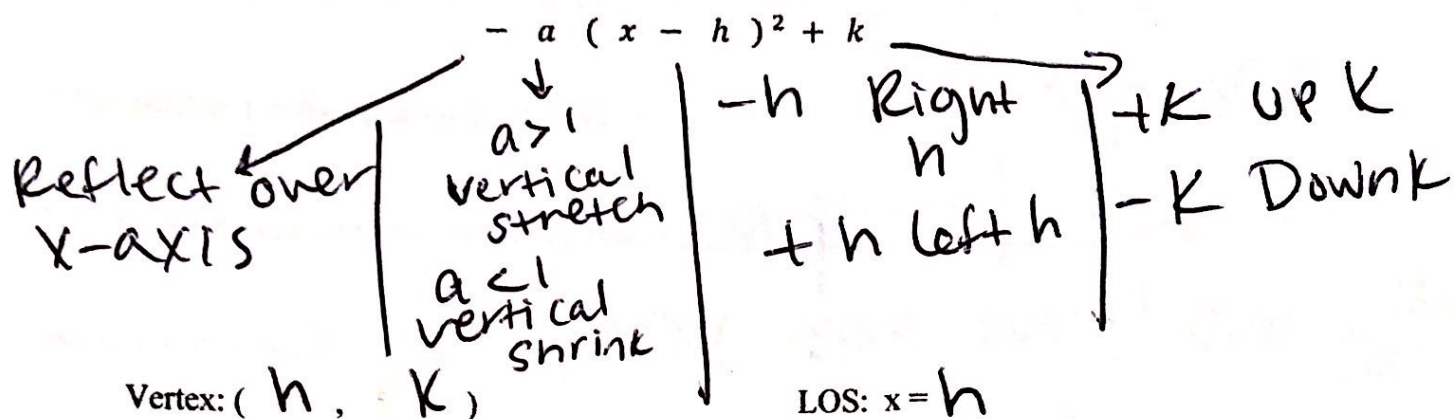 - a ( x - h )² + k
Reflect over
x-axis
a > 1
vertical
stretch
a < 1
vertical
shrink
-h Right
h
+ h left h
+K UP K
- K Down K
Vertex: ( h , K )
LOS: x = h